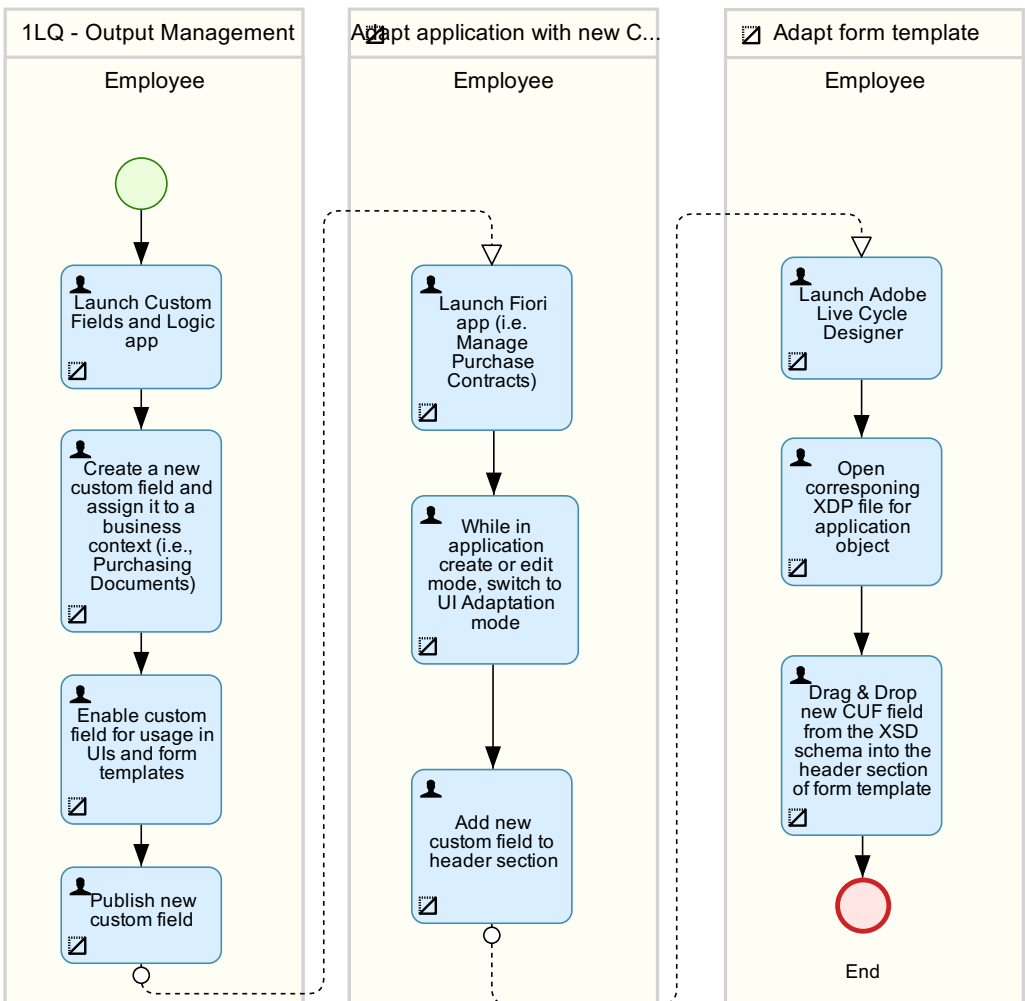 1LQ - Output Management
Employee
Launch Custom
Fields and Logic
app
Create a new
custom field and
assign it to a
business
context (i.e.,
Purchasing
Documents)
Enable custom
field for usage in
UIs and form
templates
Publish new
custom field
Adapt application with new C...
Employee
Launch Fiori
app (i.e.
Manage
Purchase
Contracts)
While in
application
create or edit
mode, switch to
UI Adaptation
mode
Add new
custom field to
header section
Adapt form template
Employee
Launch Adobe
Live Cycle
Designer
Open
corresponing
XDP file for
application
object
Drag & Drop
new CUF field
from the XSD
schema into the
header section
of form template
End